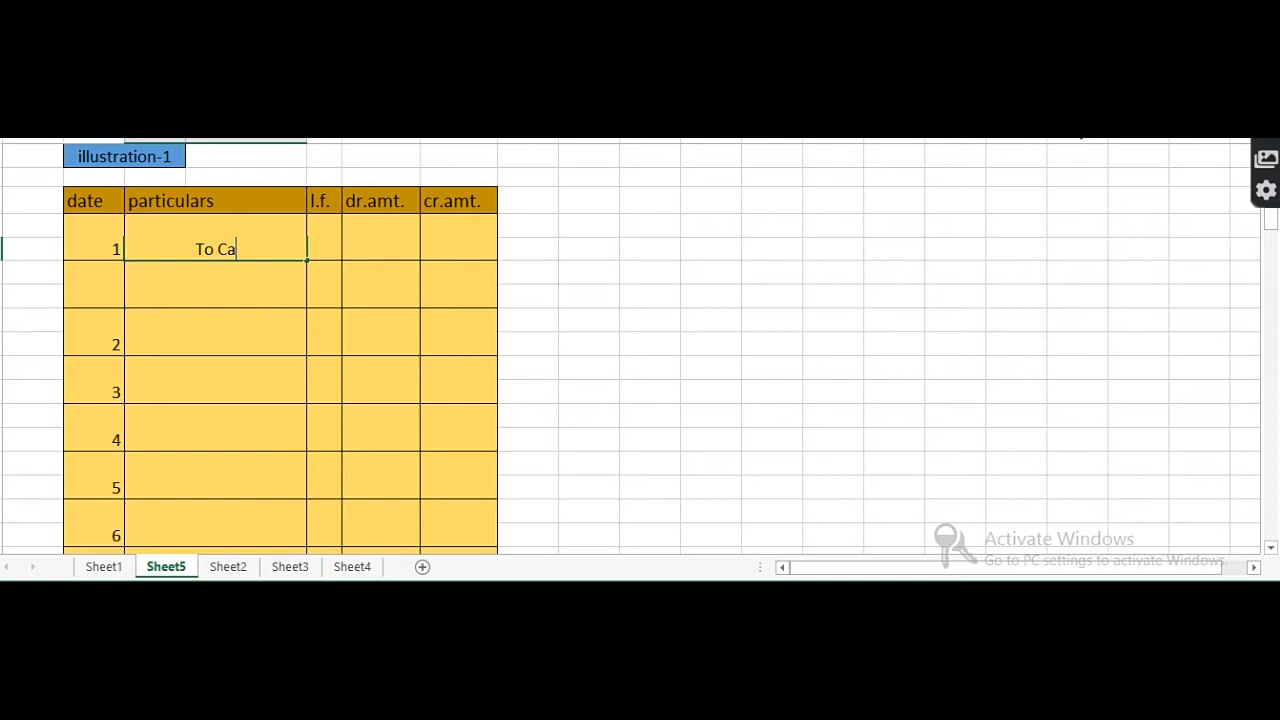 illustration-1
date particulars l.f. dr.amt. cr.amt.
1 To Ca
2
3
4
5
6
Activate Windows
Go to PC settings to activate Windows.
Sheet1 Sheet5 Sheet2 Sheet3 Sheet4